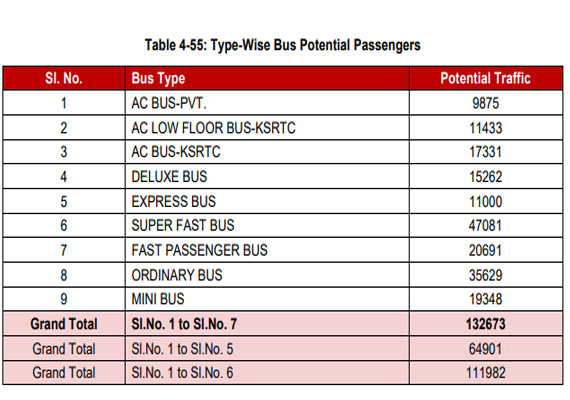 Table 4-55: Type-Wise Bus Potential Passengers
Sl. No. Bus Type Potential Traffic
1 AC BUS-PVT. 9875
2 AC LOW FLOOR BUS-KSRTC 11433
3 AC BUS-KSRTC 17331
4 DELUXE BUS 15262
5 EXPRESS BUS 11000
6 SUPER FAST BUS 47081
7 FAST PASSENGER BUS 20691
8 ORDINARY BUS 35629
9 MINI BUS 19348
Grand Total Sl.No. 1 to Sl.No. 7 132673
Grand Total Sl.No. 1 to Sl.No. 5 64901
Grand Total Sl.No. 1 to Sl.No. 6 111982